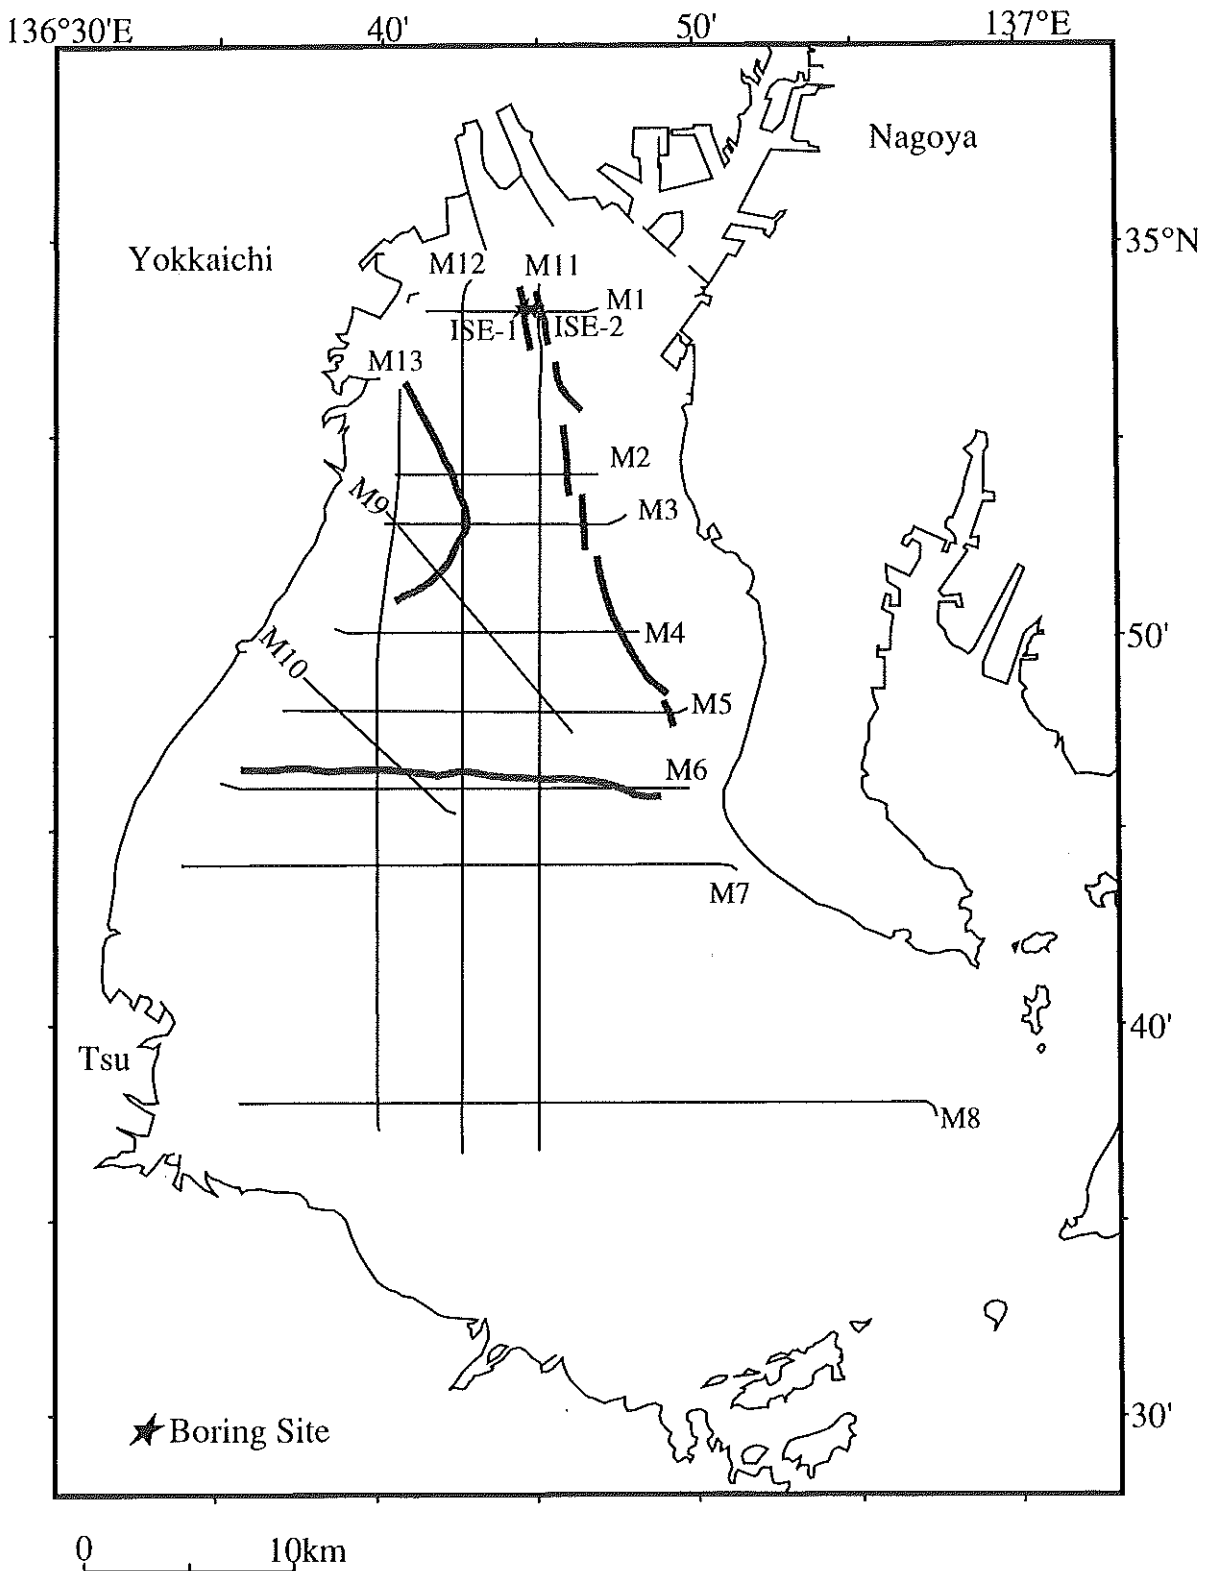 136°30'E
40'
50'
137°E
Nagoya
35°N
Yokkaichi
M12
M11
M1
ISE-1
ISE-2
M13
M2
M9
M3
M4
50'
M10
M5
M6
M7
40'
Tsu
M8
30'
Boring Site
0
10km